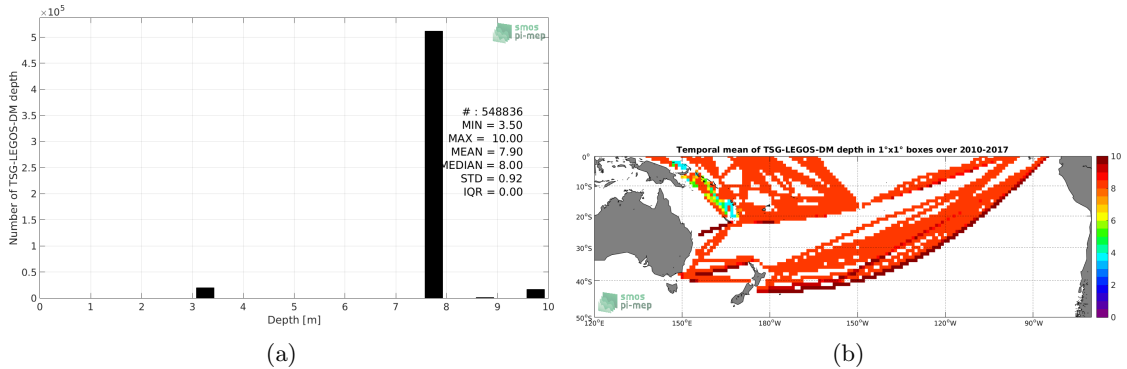 ×10⁵
5
4.5
4
3.5
3
2.5
2
1.5
1
0.5
0
Number of TSG-LEGOS-DM depth
smos
pi-mep
# : 548836
MIN = 3.50
MAX = 10.00
MEAN = 7.90
MEDIAN = 8.00
STD = 0.92
IQR = 0.00
0 1 2 3 4 5 6 7 8 9 10
Depth [m]
(a)
Temporal mean of TSG-LEGOS-DM depth in 1°x1° boxes over 2010-2017
0°
10°S
20°S
30°S
40°S
50°S
smos
pi-mep
120°E 150°E 180°W 150°W 120°W 90°W
10
8
6
4
2
0
(b)